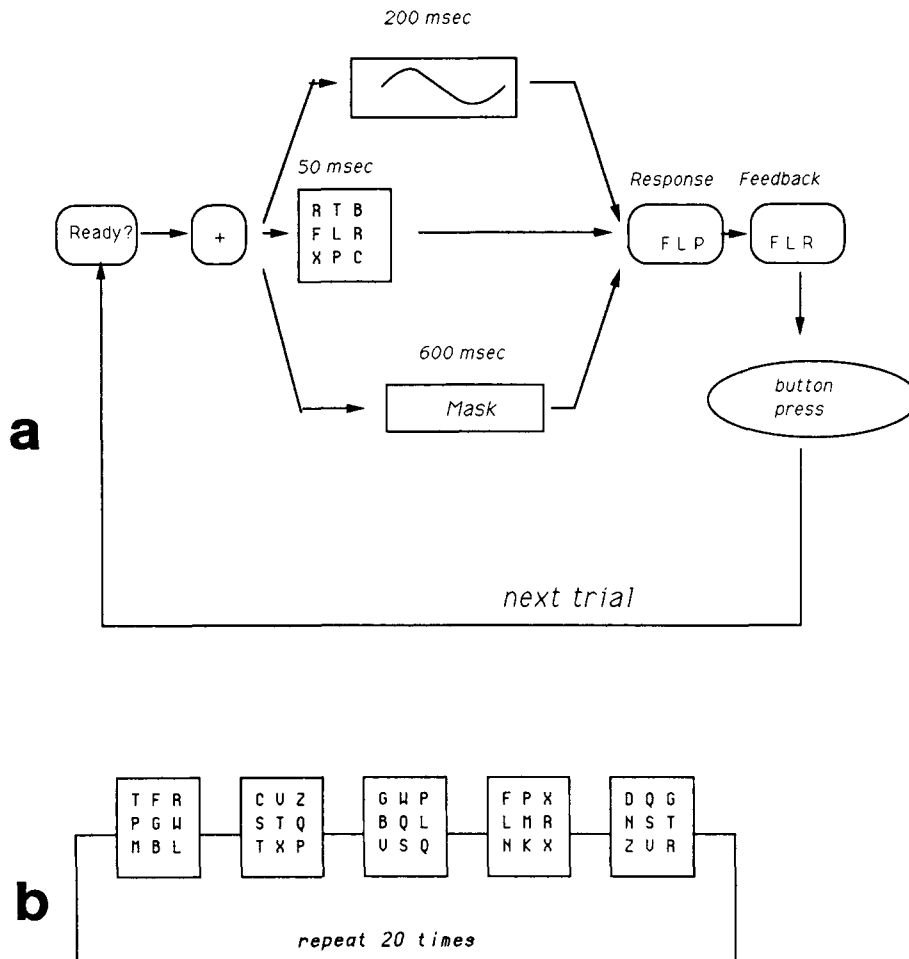 200 msec
50 msec
Response Feedback
Ready?
+
R T B
F L R
X P C
F L P
F L R
600 msec
Mask
button
press
a
next trial
T F R
P G W
M B L
C V Z
S T Q
T X P
G W P
B Q L
V S Q
F P X
L M R
N K X
D Q G
N S T
Z V R
b
repeat 20 times